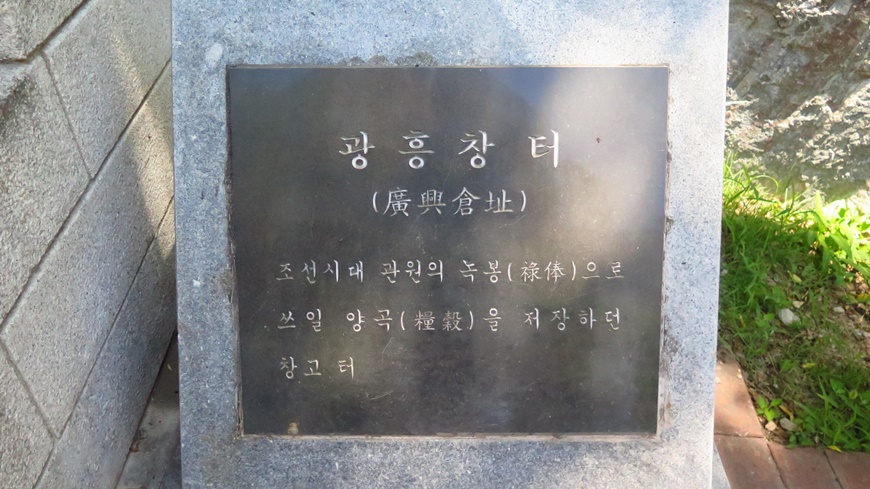 광흥창 터
(廣興倉址)
조선시대 관원의 녹봉(祿俸)으로
쓰일 양곡(糧穀)을 저장하던
창고 터